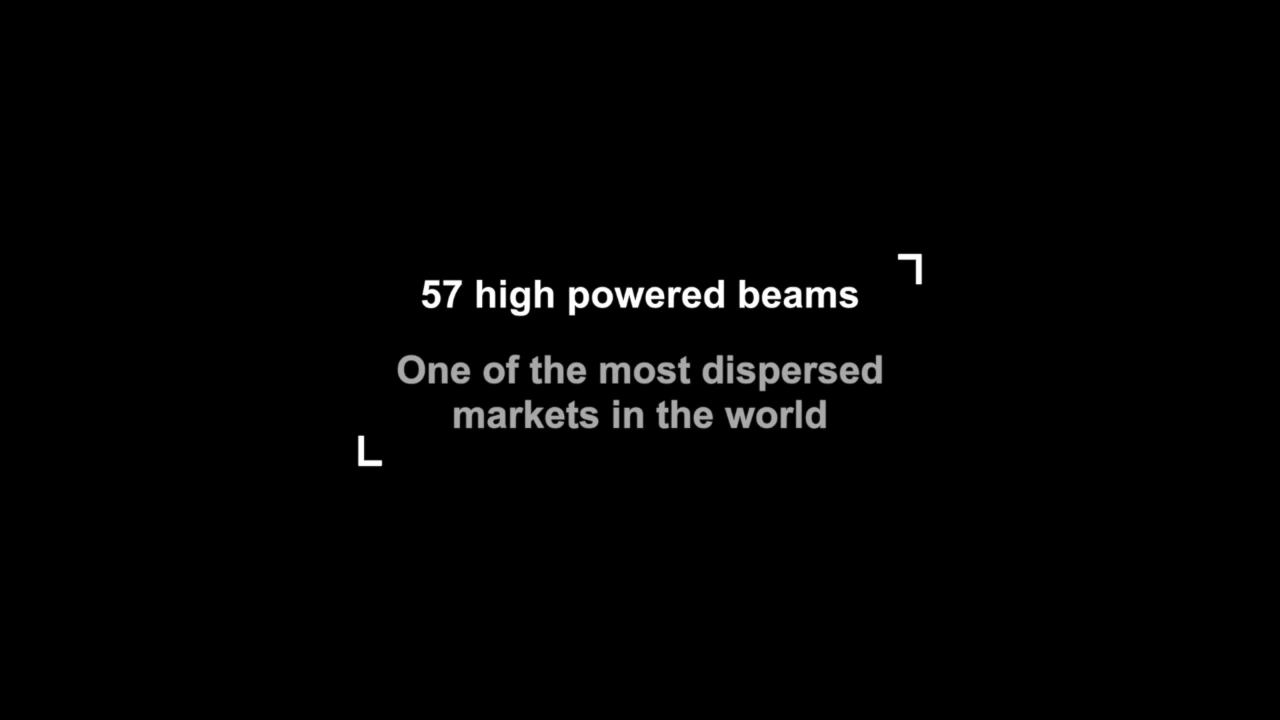 57 high powered beams
One of the most dispersed
markets in the world